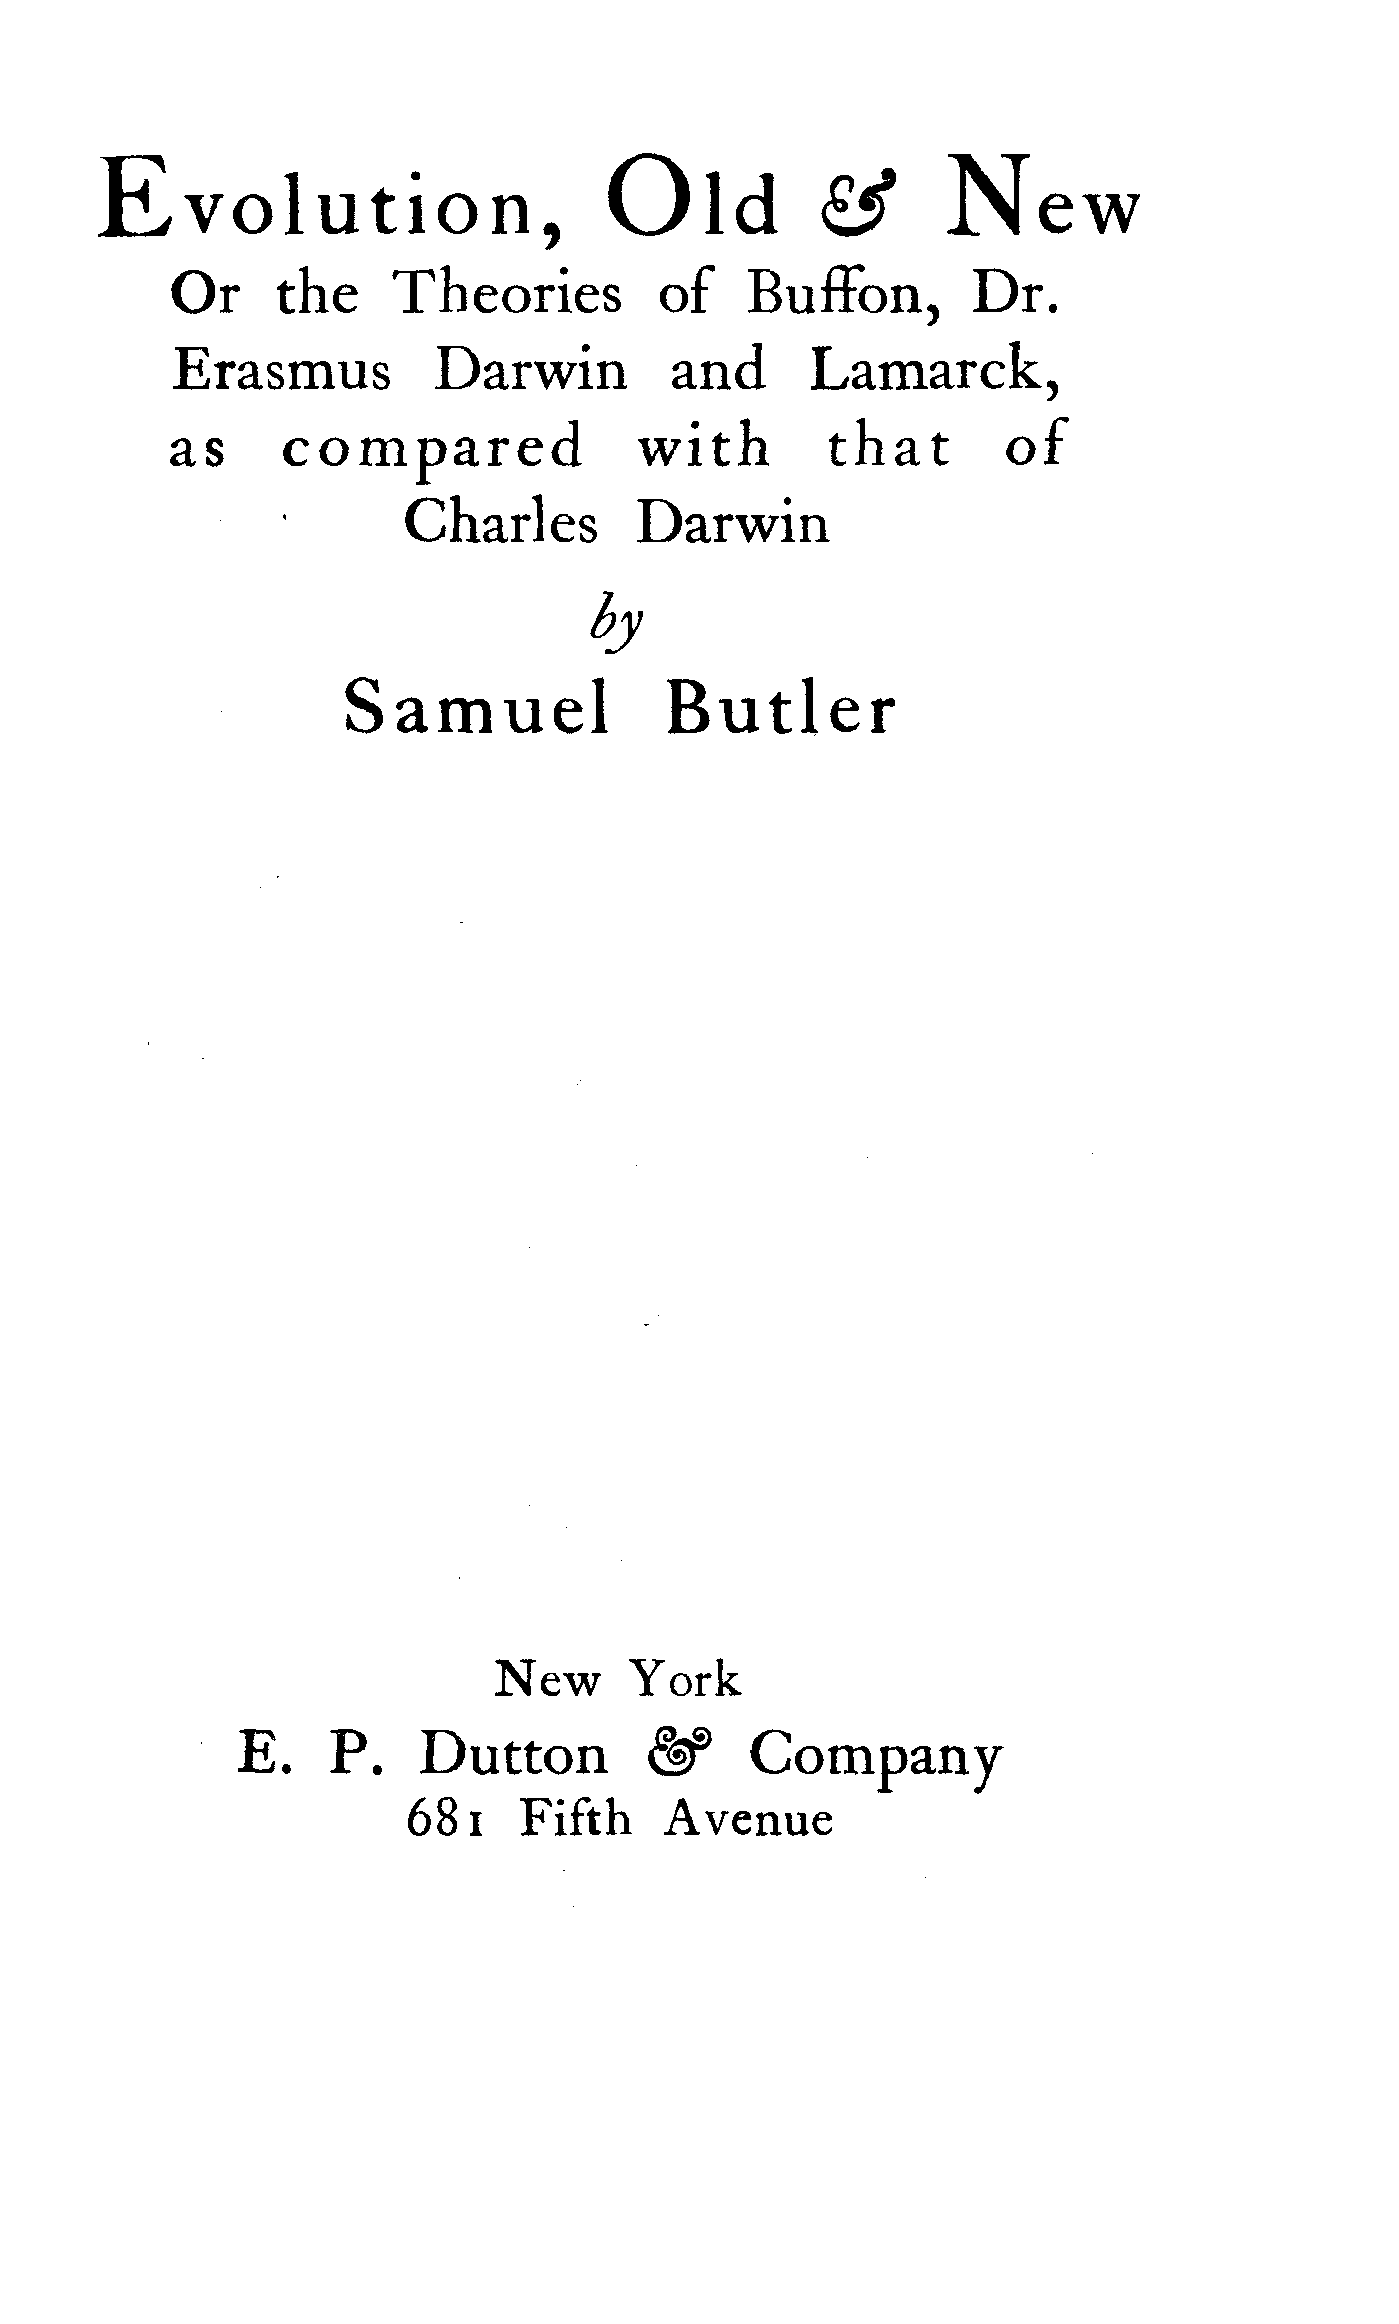 Evolution, Old & New
Or the Theories of Buffon, Dr.
Erasmus Darwin and Lamarck,
as compared with that of
Charles Darwin
by
Samuel Butler
New York
E. P. Dutton & Company
681 Fifth Avenue